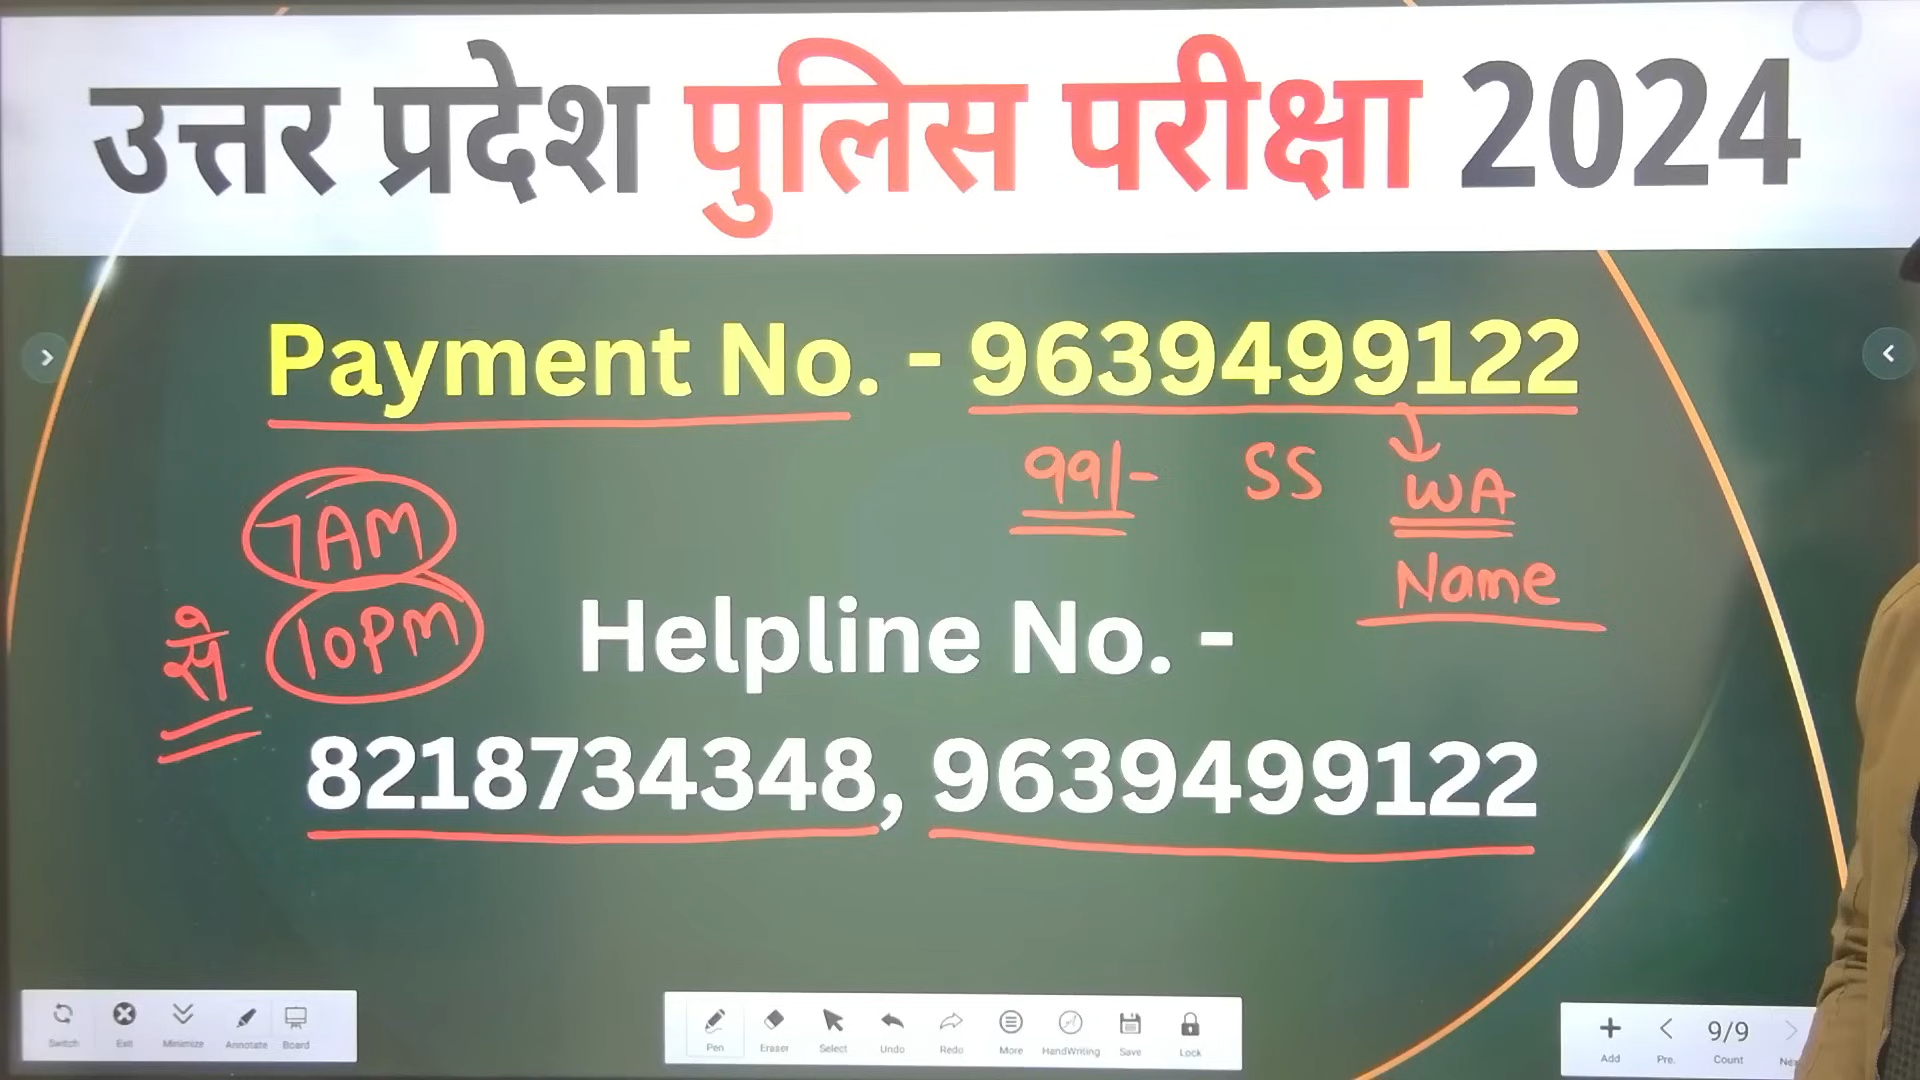 उत्तर प्रदेश पुलिस परीक्षा 2024
Payment No. - 9639499122
99/- SS WA
Name
7AM
से 10PM
Helpline No. -
8218734348, 9639499122
Switch Exit Minimize Annotate Board
Pen Eraser Select Undo Redo More HandWriting Save Lock
9/9
Add Pre. Count